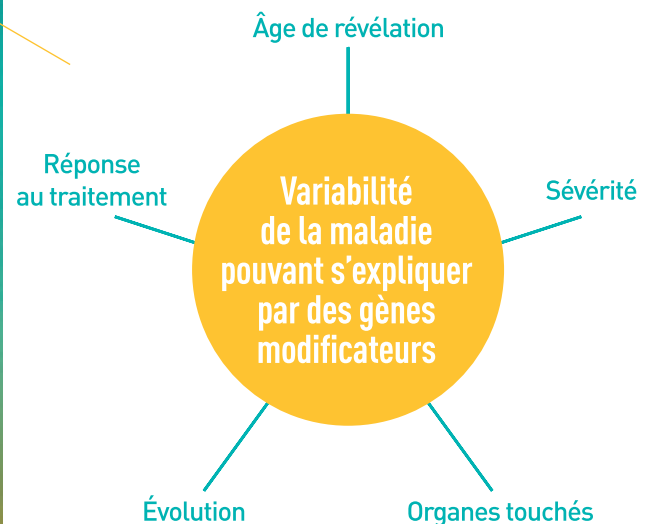 Âge de révélation
Réponse
au traitement
Sévérité
Variabilité
de la maladie
pouvant s'expliquer
par des gènes
modificateurs
Évolution
Organes touchés